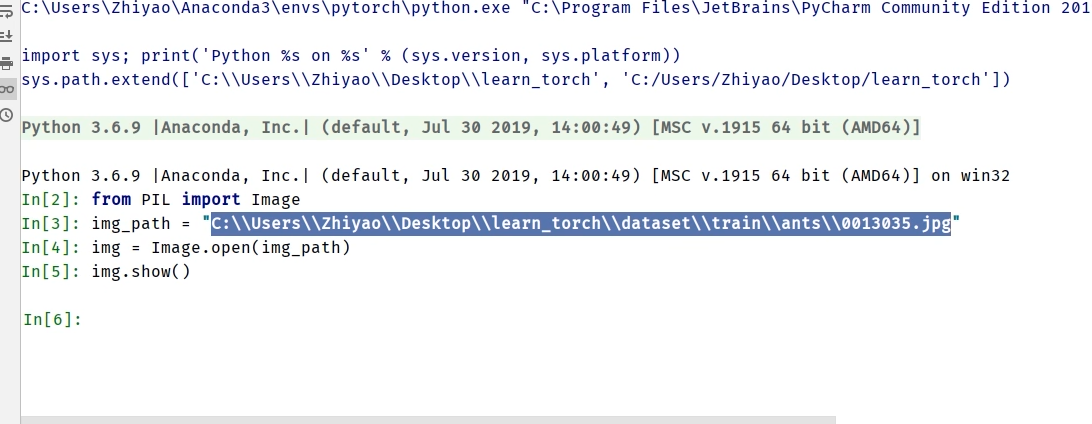 C:\Users\Zhiyao\Anaconda3\envs\pytorch\python.exe "C:\Program Files\JetBrains\PyCharm Community Edition 201
import sys; print('Python %s on %s' % (sys.version, sys.platform))
sys.path.extend(['C:\\Users\\Zhiyao\\Desktop\\learn_torch', 'C:/Users/Zhiyao/Desktop/learn_torch'])
Python 3.6.9 |Anaconda, Inc.| (default, Jul 30 2019, 14:00:49) [MSC v.1915 64 bit (AMD64)]
Python 3.6.9 |Anaconda, Inc.| (default, Jul 30 2019, 14:00:49) [MSC v.1915 64 bit (AMD64)] on win32
In[2]: from PIL import Image
In[3]: img_path = "C:\\Users\\Zhiyao\\Desktop\\learn_torch\\dataset\\train\\ants\\0013035.jpg"
In[4]: img = Image.open(img_path)
In[5]: img.show()
In[6]: